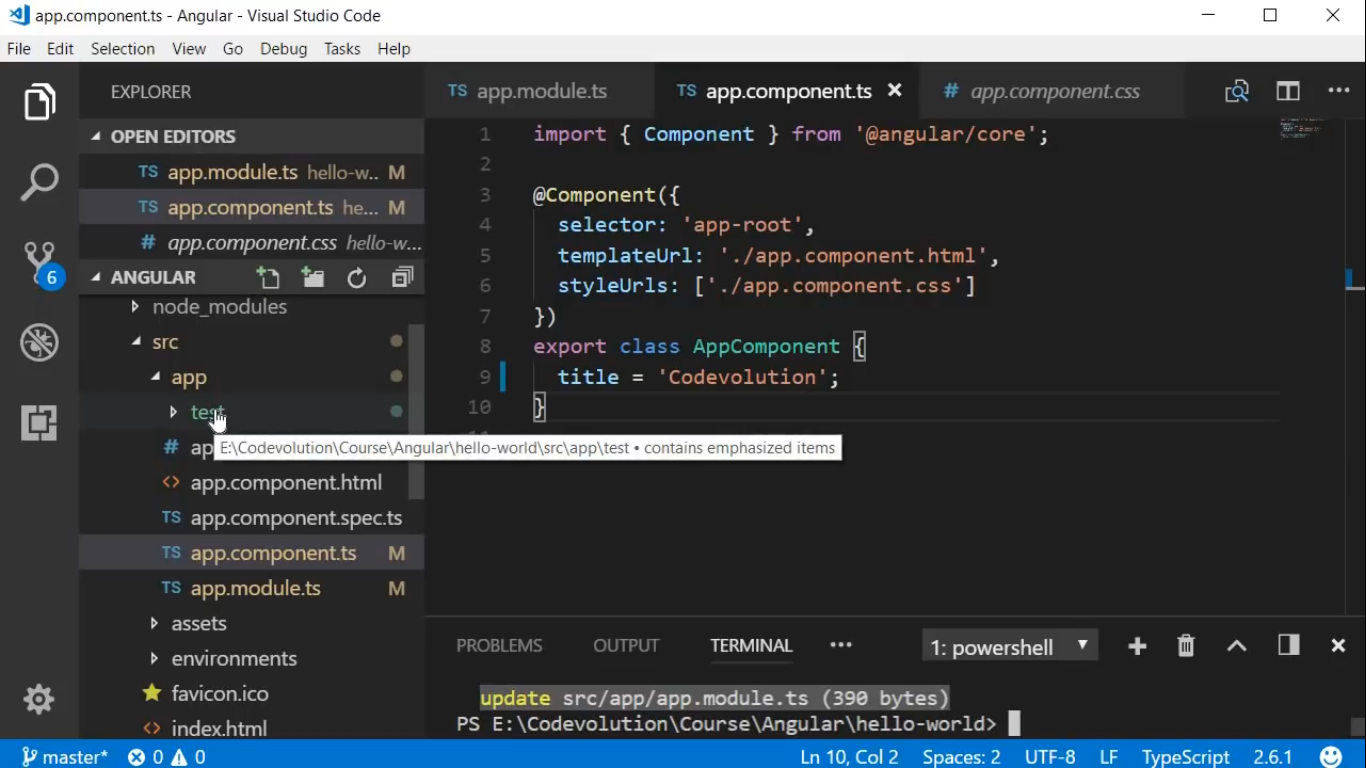 app.component.ts - Angular - Visual Studio Code
File Edit Selection View Go Debug Tasks Help
EXPLORER
OPEN EDITORS
TS app.module.ts hello-w.. M
TS app.component.ts he... M
# app.component.css hello-w...
6
ANGULAR
node_modules
src
app
test
# ap
E:\Codevolution\Course\Angular\hello-world\src\app\test • contains emphasized items
<> app.component.html
TS app.component.spec.ts
TS app.component.ts M
TS app.module.ts M
assets
environments
favicon.ico
<> index.html
TS app.module.ts TS app.component.ts # app.component.css
1 import { Component } from '@angular/core';
2
3 @Component({
4 selector: 'app-root',
5 templateUrl: './app.component.html',
6 styleUrls: ['./app.component.css']
7 })
8 export class AppComponent {
9 title = 'Codevolution';
10 }
PROBLEMS OUTPUT TERMINAL ••• 1: powershell
update src/app/app.module.ts (390 bytes)
PS E:\Codevolution\Course\Angular\hello-world>
master* 0 0 Ln 10, Col 2 Spaces: 2 UTF-8 LF TypeScript 2.6.1